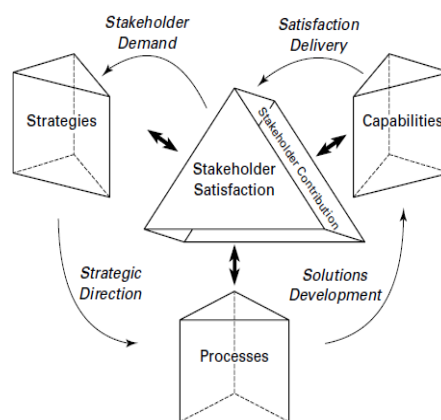 Stakeholder
Demand
Satisfaction
Delivery
Strategies
Capabilities
Stakeholder
Satisfaction
Stakeholder Contribution
Strategic
Direction
Solutions
Development
Processes